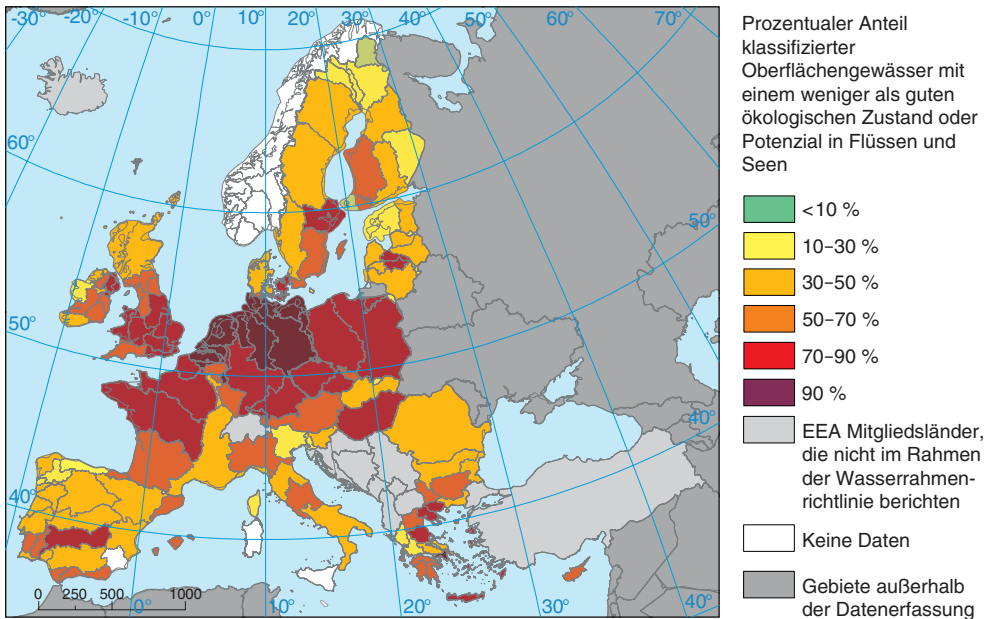 -30°
-20°
-10°
0°
10°
20°
30°
40°
50°
60°
70°
60°
50°
50°
40°
40°
0
250
500
1000
0°
10°
20°
30°
40°
Prozentualer Anteil
klassifizierter
Oberflächengewässer mit
einem weniger als guten
ökologischen Zustand oder
Potenzial in Flüssen und
Seen
<10 %
10–30 %
30–50 %
50–70 %
70–90 %
90 %
EEA Mitgliedsländer,
die nicht im Rahmen
der Wasserrahmen-
richtlinie berichten
Keine Daten
Gebiete außerhalb
der Datenerfassung